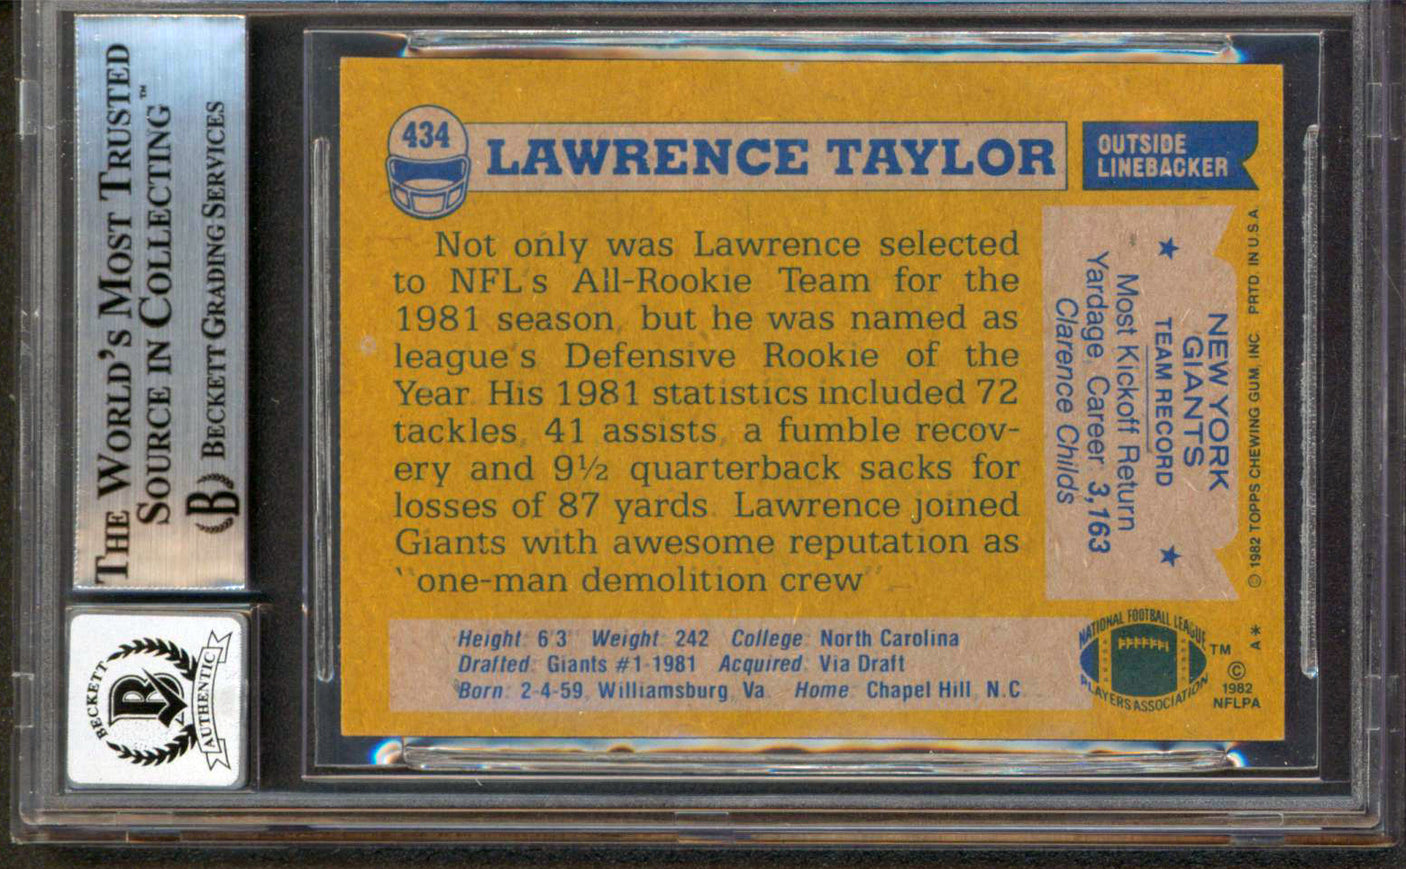 THE WORLD'S MOST TRUSTED
SOURCE IN COLLECTING™
B BECKETT GRADING SERVICES
BECKETT
B
AUTHENTIC
434
LAWRENCE TAYLOR
OUTSIDE
LINEBACKER
Not only was Lawrence selected
to NFL's All-Rookie Team for the
1981 season, but he was named as
league's Defensive Rookie of the
Year. His 1981 statistics included 72
tackles, 41 assists, a fumble recov-
ery and 9½ quarterback sacks for
losses of 87 yards. Lawrence joined
Giants with awesome reputation as
"one-man demolition crew"
Height: 6'3" Weight: 242 College: North Carolina
Drafted: Giants #1-1981 Acquired: Via Draft
Born: 2-4-59, Williamsburg, Va. Home: Chapel Hill, N.C.
NEW YORK
GIANTS
★ TEAM RECORD ★
Most Kickoff Return
Yardage, Career: 3,163
Clarence Childs
© 1982 TOPPS CHEWING GUM, INC. PRTD. IN U.S.A.
A*
NATIONAL FOOTBALL LEAGUE
PLAYERS ASSOCIATION
TM
©
1982
NFLPA